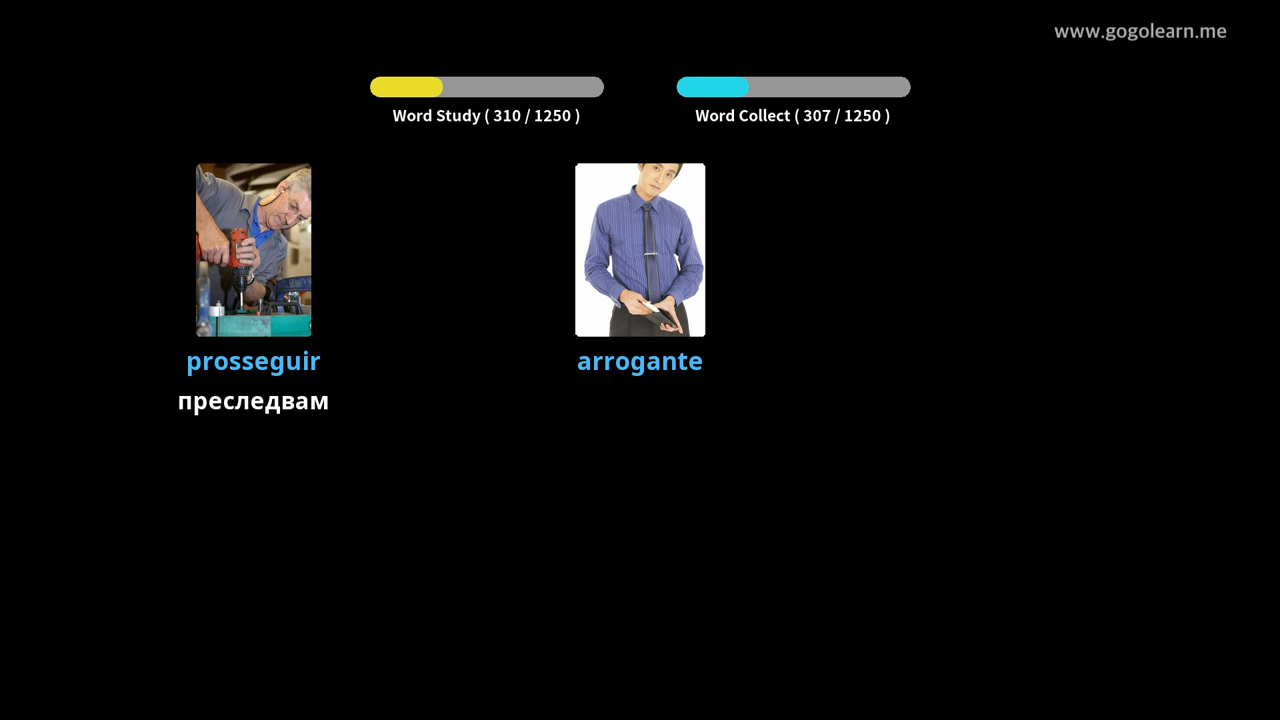 www.gogolearn.me
Word Study ( 310 / 1250 )
Word Collect ( 307 / 1250 )
prosseguir
arrogante
преследвам